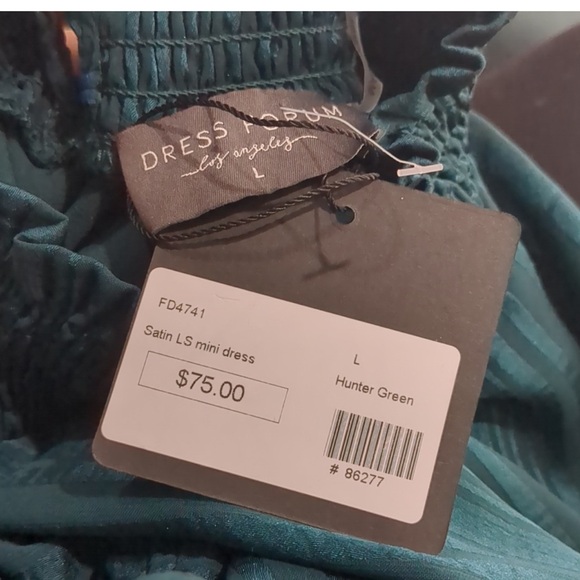 DRESS FORUM
los angeles
L
FD4741
Satin LS mini dress
$75.00
L
Hunter Green
# 86277